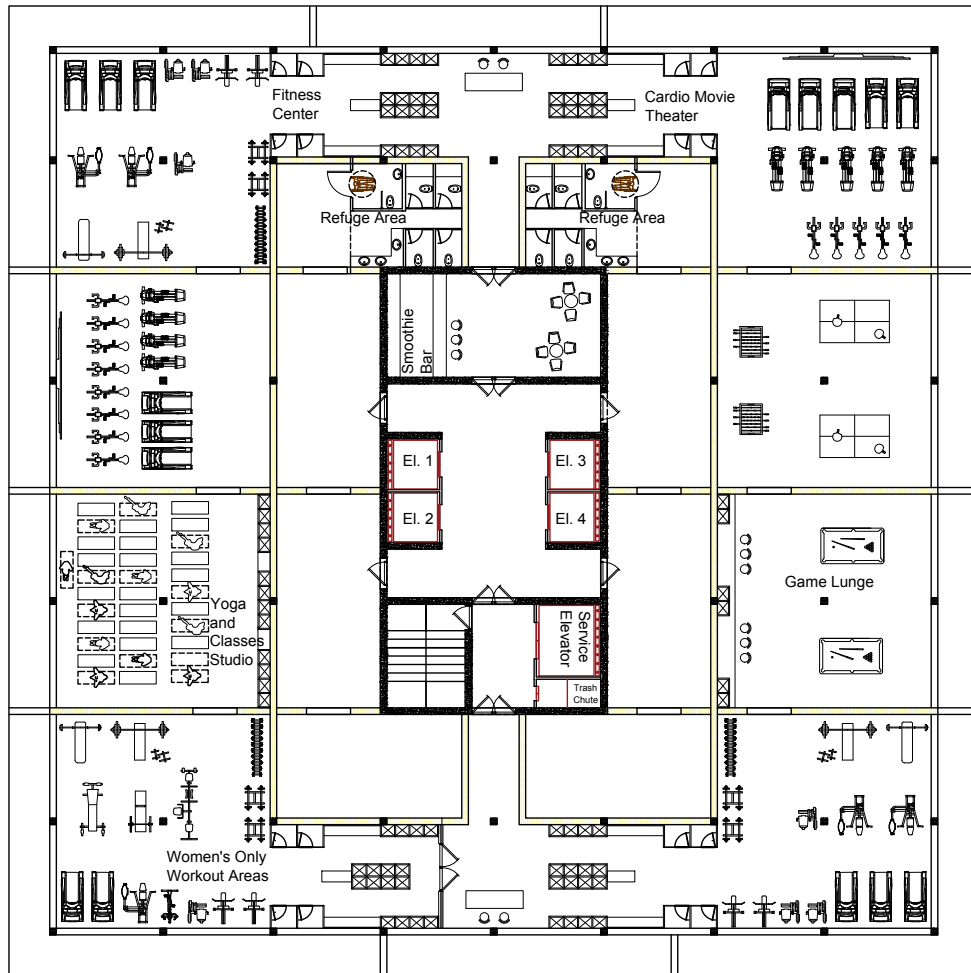 Fitness
Center
Cardio Movie
Theater
Refuge Area
Refuge Area
Smoothie
Bar
El. 1
El. 3
El. 2
El. 4
Game Lunge
Yoga
and
Classes
Studio
Service
Elevator
Trash
Chute
Women's Only
Workout Areas